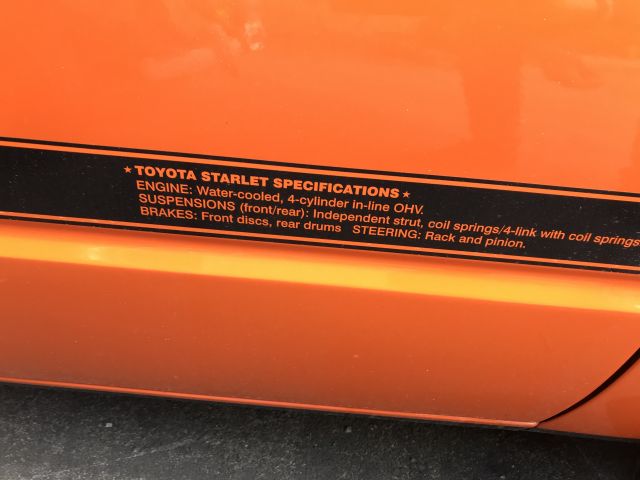 ★ TOYOTA STARLET SPECIFICATIONS ★
ENGINE: Water-cooled, 4-cylinder in-line OHV.
SUSPENSIONS (front/rear): Independent strut, coil springs/4-link with coil springs
BRAKES: Front discs, rear drums STEERING: Rack and pinion.